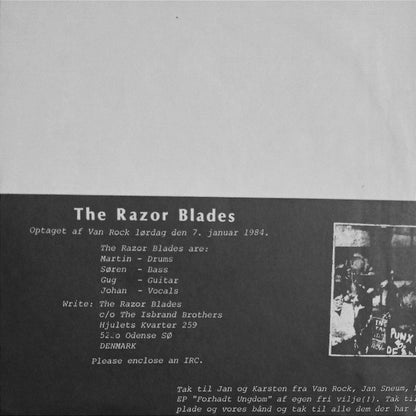 The Razor Blades
Optaget af Van Rock lørdag den 7. januar 1984.
The Razor Blades are:
Martin - Drums
Søren - Bass
Gug - Guitar
Johan - Vocals
Write: The Razor Blades
c/o The Isbrand Brothers
Hjulets Kvarter 259
Odense SØ
DENMARK
Please enclose an IRC.
PUNX
Tak til Jan og Karsten fra Van Rock, Jan Sneum,
EP "Forhadt Ungdom" af egen fri vilje(!). Tak
plade og vores bånd og tak til alle dem der har